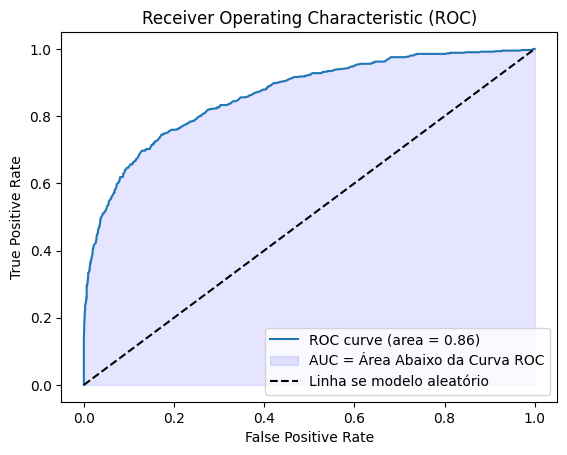 Receiver Operating Characteristic (ROC)
True Positive Rate
1.0
0.8
0.6
0.4
0.2
0.0
ROC curve (area = 0.86)
AUC = Área Abaixo da Curva ROC
Linha se modelo aleatório
0.0 0.2 0.4 0.6 0.8 1.0
False Positive Rate